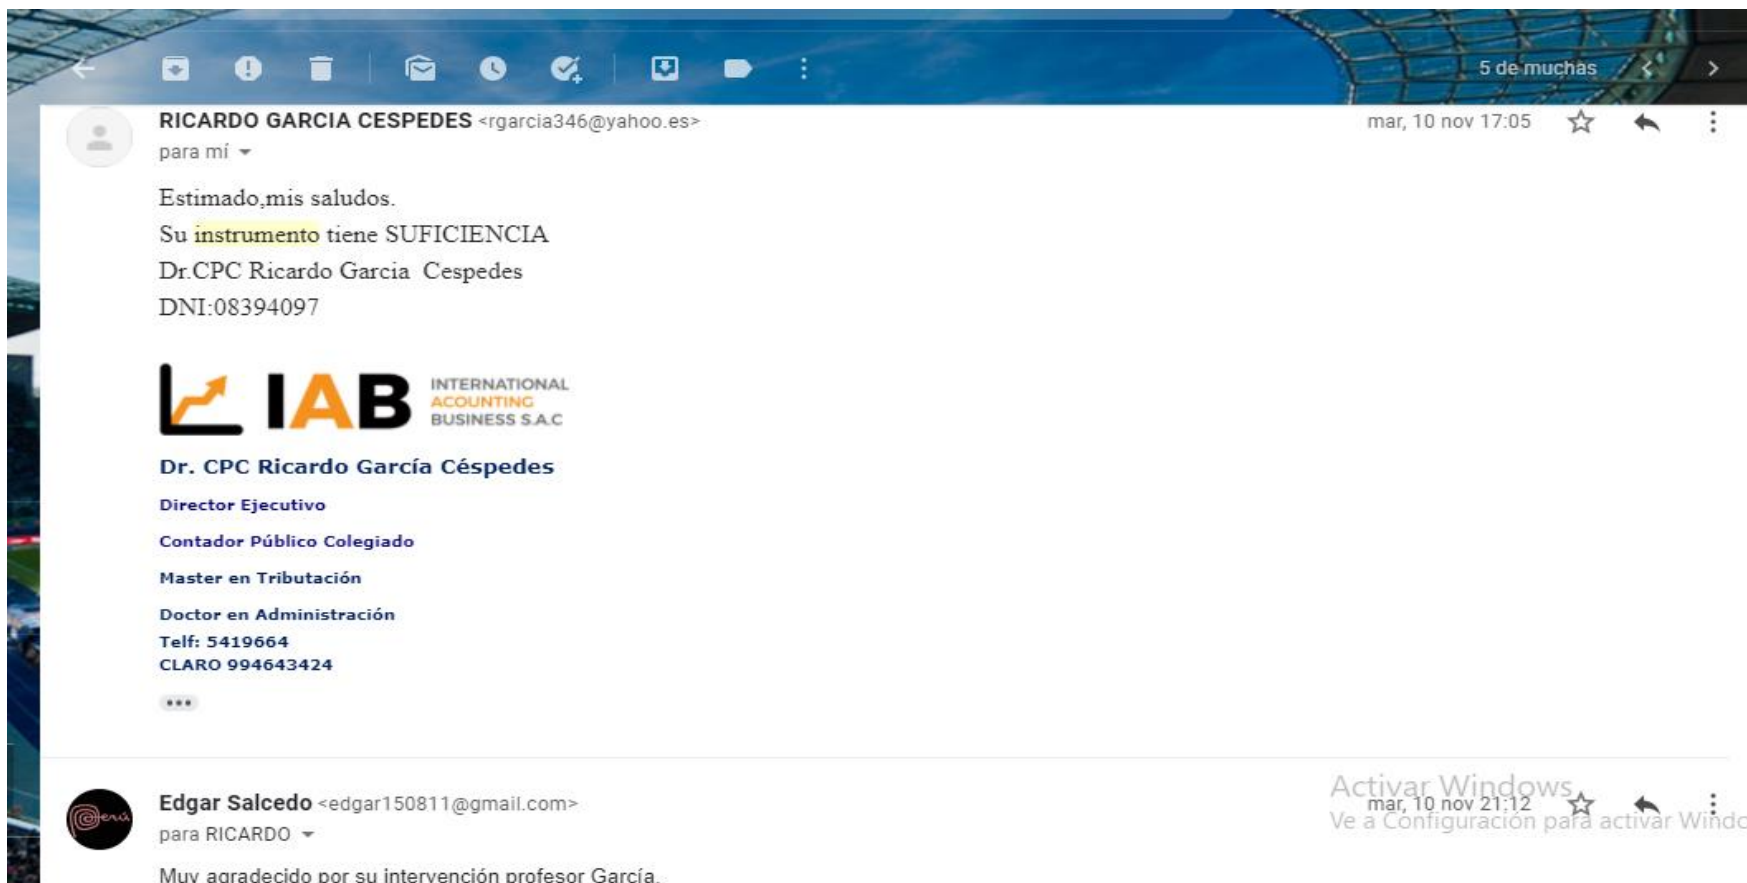 5 de muchas
RICARDO GARCIA CESPEDES <rgarcia346@yahoo.es>
mar, 10 nov 17:05
para mí
Estimado,mis saludos.
Su instrumento tiene SUFICIENCIA
Dr.CPC Ricardo Garcia Cespedes
DNI:08394097
IAB INTERNATIONAL
ACOUNTING
BUSINESS S.A.C
Dr. CPC Ricardo García Céspedes
Director Ejecutivo
Contador Público Colegiado
Master en Tributación
Doctor en Administración
Telf: 5419664
CLARO 994643424
Edgar Salcedo <edgar150811@gmail.com>
mar, 10 nov 21:12
para RICARDO
Activar Windows
Ve a Configuración para activar Windo
Perú
Muy agradecido por su intervención profesor García.